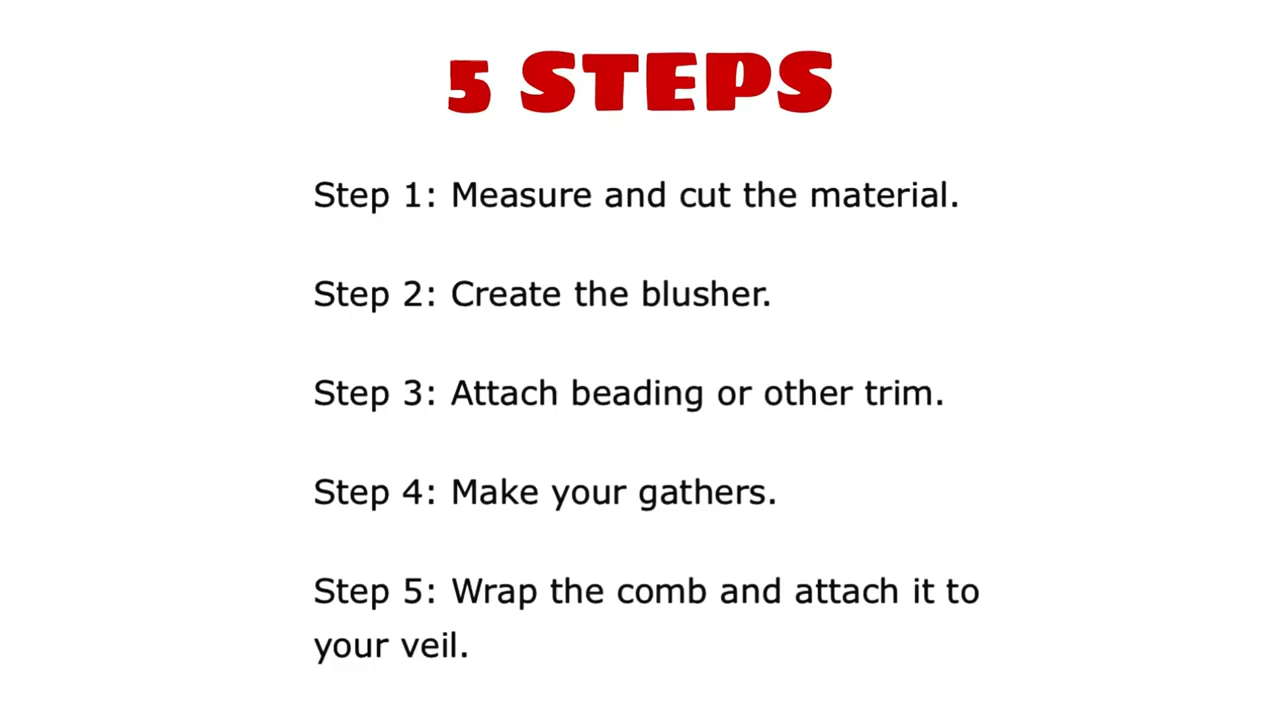 5 STEPS
Step 1: Measure and cut the material.
Step 2: Create the blusher.
Step 3: Attach beading or other trim.
Step 4: Make your gathers.
Step 5: Wrap the comb and attach it to
your veil.